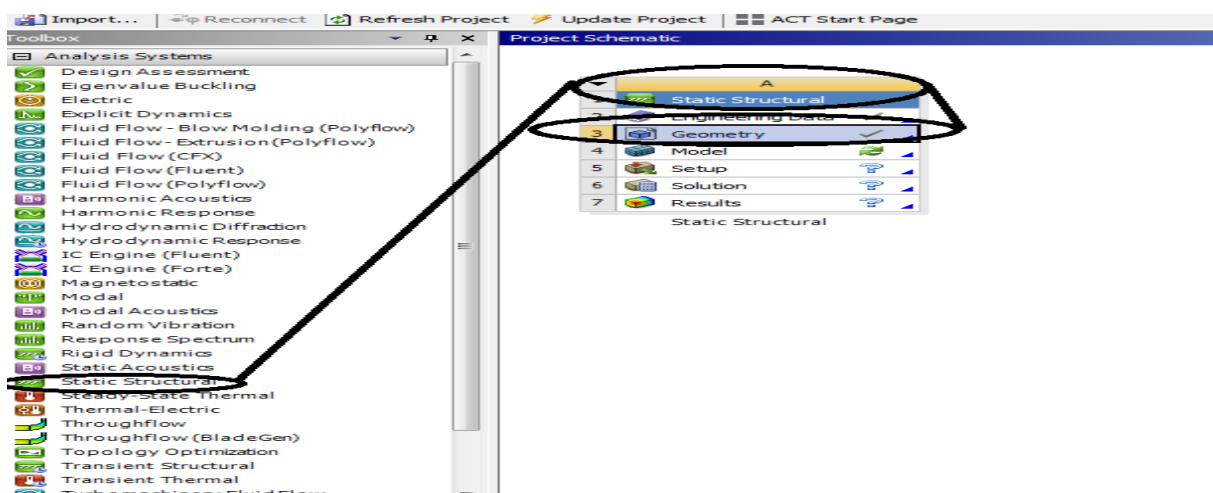 Import... Reconnect Refresh Project Update Project ACT Start Page
Toolbox
Project Schematic
Analysis Systems
Design Assessment
Eigenvalue Buckling
Electric
Explicit Dynamics
Fluid Flow - Blow Molding (Polyflow)
Fluid Flow - Extrusion (Polyflow)
Fluid Flow (CFX)
Fluid Flow (Fluent)
Fluid Flow (Polyflow)
Harmonic Acoustics
Harmonic Response
Hydrodynamic Diffraction
Hydrodynamic Response
IC Engine (Fluent)
IC Engine (Forte)
Magnetostatic
Modal
Modal Acoustics
Random Vibration
Response Spectrum
Rigid Dynamics
Static Acoustics
Static Structural
Steady-State Thermal
Thermal-Electric
Throughflow
Throughflow (BladeGen)
Topology Optimization
Transient Structural
Transient Thermal
Turbomachinery Fluid Flow
A
1 Static Structural
2 Engineering Data
3 Geometry
4 Model
5 Setup
6 Solution
7 Results
Static Structural